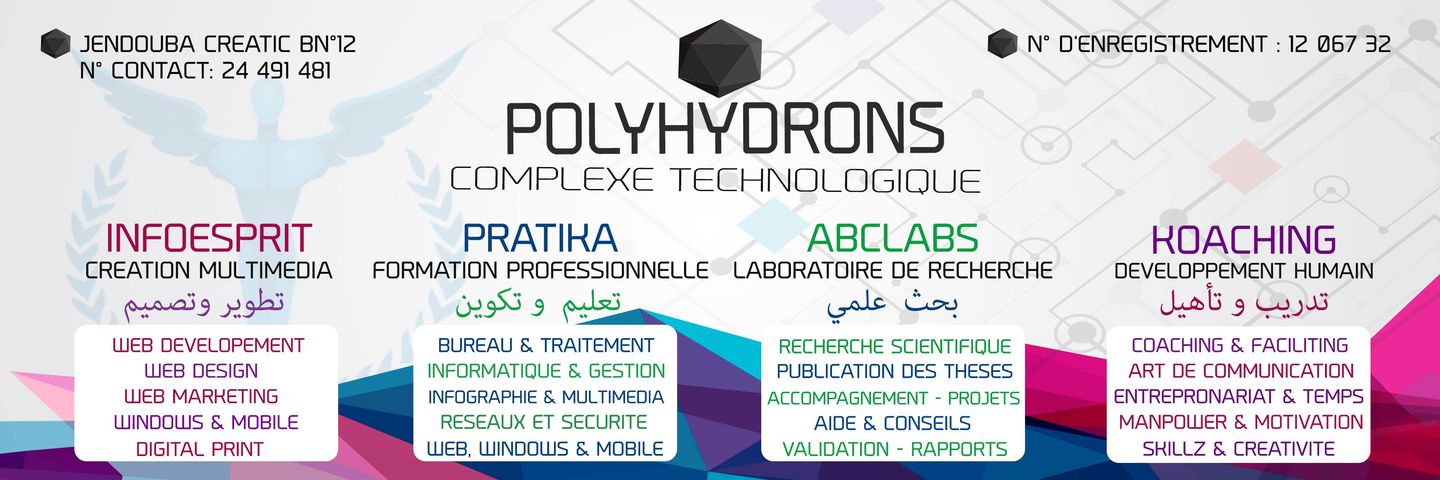 JENDOUBA CREATIC BN°12
N° CONTACT: 24 491 481
N° D'ENREGISTREMENT : 12 067 32
POLYHYDRONS
COMPLEXE TECHNOLOGIQUE
INFOESPRIT
CREATION MULTIMEDIA
تطوير وتصميم
WEB DEVELOPEMENT
WEB DESIGN
WEB MARKETING
WINDOWS & MOBILE
DIGITAL PRINT
PRATIKA
FORMATION PROFESSIONNELLE
تعليم و تكوين
BUREAU & TRAITEMENT
INFORMATIQUE & GESTION
INFOGRAPHIE & MULTIMEDIA
RESEAUX ET SECURITE
WEB, WINDOWS & MOBILE
ABCLABS
LABORATOIRE DE RECHERCHE
بحث علمي
RECHERCHE SCIENTIFIQUE
PUBLICATION DES THESES
ACCOMPAGNEMENT - PROJETS
AIDE & CONSEILS
VALIDATION - RAPPORTS
KOACHING
DEVELOPPEMENT HUMAIN
تدريب و تأهيل
COACHING & FACILITING
ART DE COMMUNICATION
ENTREPRONARIAT & TEMPS
MANPOWER & MOTIVATION
SKILLZ & CREATIVITE